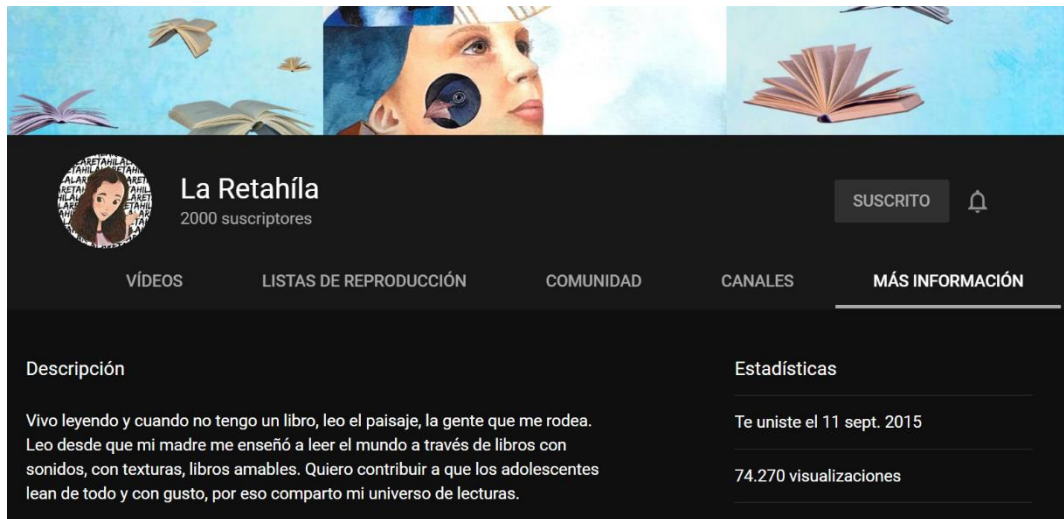 La Retahíla
2000 suscriptores
SUSCRITO
VÍDEOS
LISTAS DE REPRODUCCIÓN
COMUNIDAD
CANALES
MÁS INFORMACIÓN
Descripción
Vivo leyendo y cuando no tengo un libro, leo el paisaje, la gente que me rodea.
Leo desde que mi madre me enseñó a leer el mundo a través de libros con
sonidos, con texturas, libros amables. Quiero contribuir a que los adolescentes
lean de todo y con gusto, por eso comparto mi universo de lecturas.
Estadísticas
Te uniste el 11 sept. 2015
74.270 visualizaciones